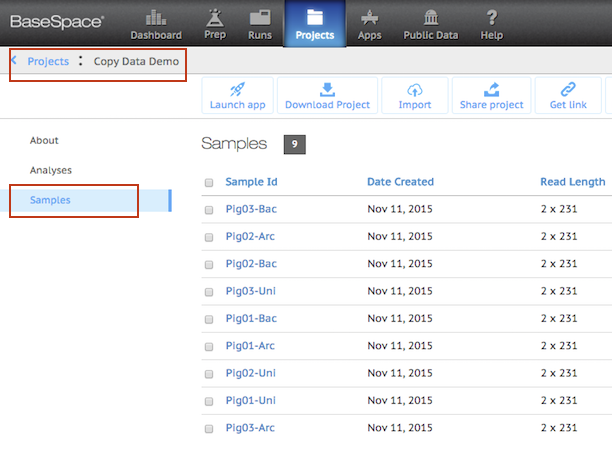 BaseSpace®
Dashboard Prep Runs Projects Apps Public Data Help
Projects : Copy Data Demo
Launch app Download Project Import Share project Get link
About
Analyses
Samples
Samples 9
Sample Id Date Created Read Length
Pig03-Bac Nov 11, 2015 2 x 231
Pig02-Arc Nov 11, 2015 2 x 231
Pig02-Bac Nov 11, 2015 2 x 231
Pig03-Uni Nov 11, 2015 2 x 231
Pig01-Bac Nov 11, 2015 2 x 231
Pig01-Arc Nov 11, 2015 2 x 231
Pig02-Uni Nov 11, 2015 2 x 231
Pig01-Uni Nov 11, 2015 2 x 231
Pig03-Arc Nov 11, 2015 2 x 231